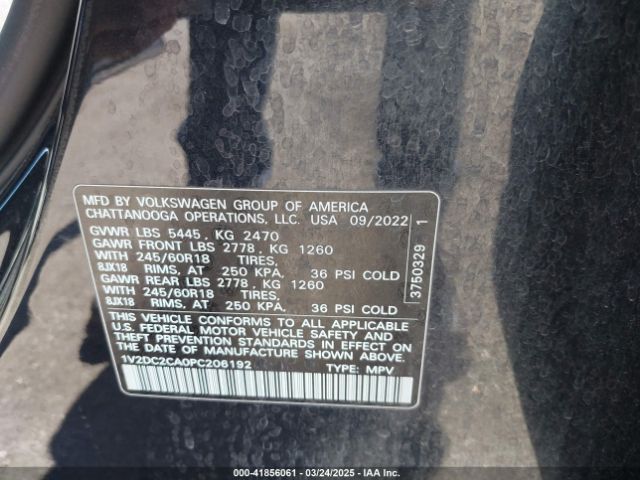 MFD BY VOLKSWAGEN GROUP OF AMERICA
CHATTANOOGA OPERATIONS, LLC. USA 09/2022
GVWR LBS 5445, KG 2470
GAWR FRONT LBS 2778, KG 1260
WITH 245/60R18 TIRES,
8JX18 RIMS, AT 250 KPA, 36 PSI COLD
GAWR REAR LBS 2778, KG 1260
WITH 245/60R18 TIRES,
8JX18 RIMS, AT 250 KPA, 36 PSI COLD
THIS VEHICLE CONFORMS TO ALL APPLICABLE
U.S. FEDERAL MOTOR VEHICLE SAFETY AND
THEFT PREVENTION STANDARDS IN EFFECT ON
THE DATE OF MANUFACTURE SHOWN ABOVE.
1V2DC2CA0PC206192 TYPE: MPV
3750329 1
000-41856061 | 03/24/2025 | IAA Inc.